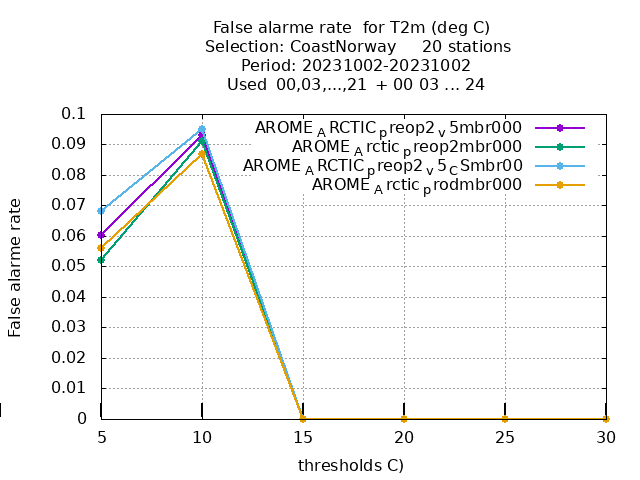 False alarme rate  for T2m (deg C)
Selection: CoastNorway     20 stations
Period: 20231002-20231002
Used  00,03,...,21  + 00 03 ... 24
AROME_ARCTIC_preop2_v5mbr000
AROME_Arctic_preop2mbr000
AROME_ARCTIC_preop2_v5_CSmbr00
AROME_Arctic_prodmbr000
0.1
0.09
0.08
0.07
0.06
0.05
0.04
0.03
0.02
0.01
0
False alarme rate
5 10 15 20 25 30
thresholds C)